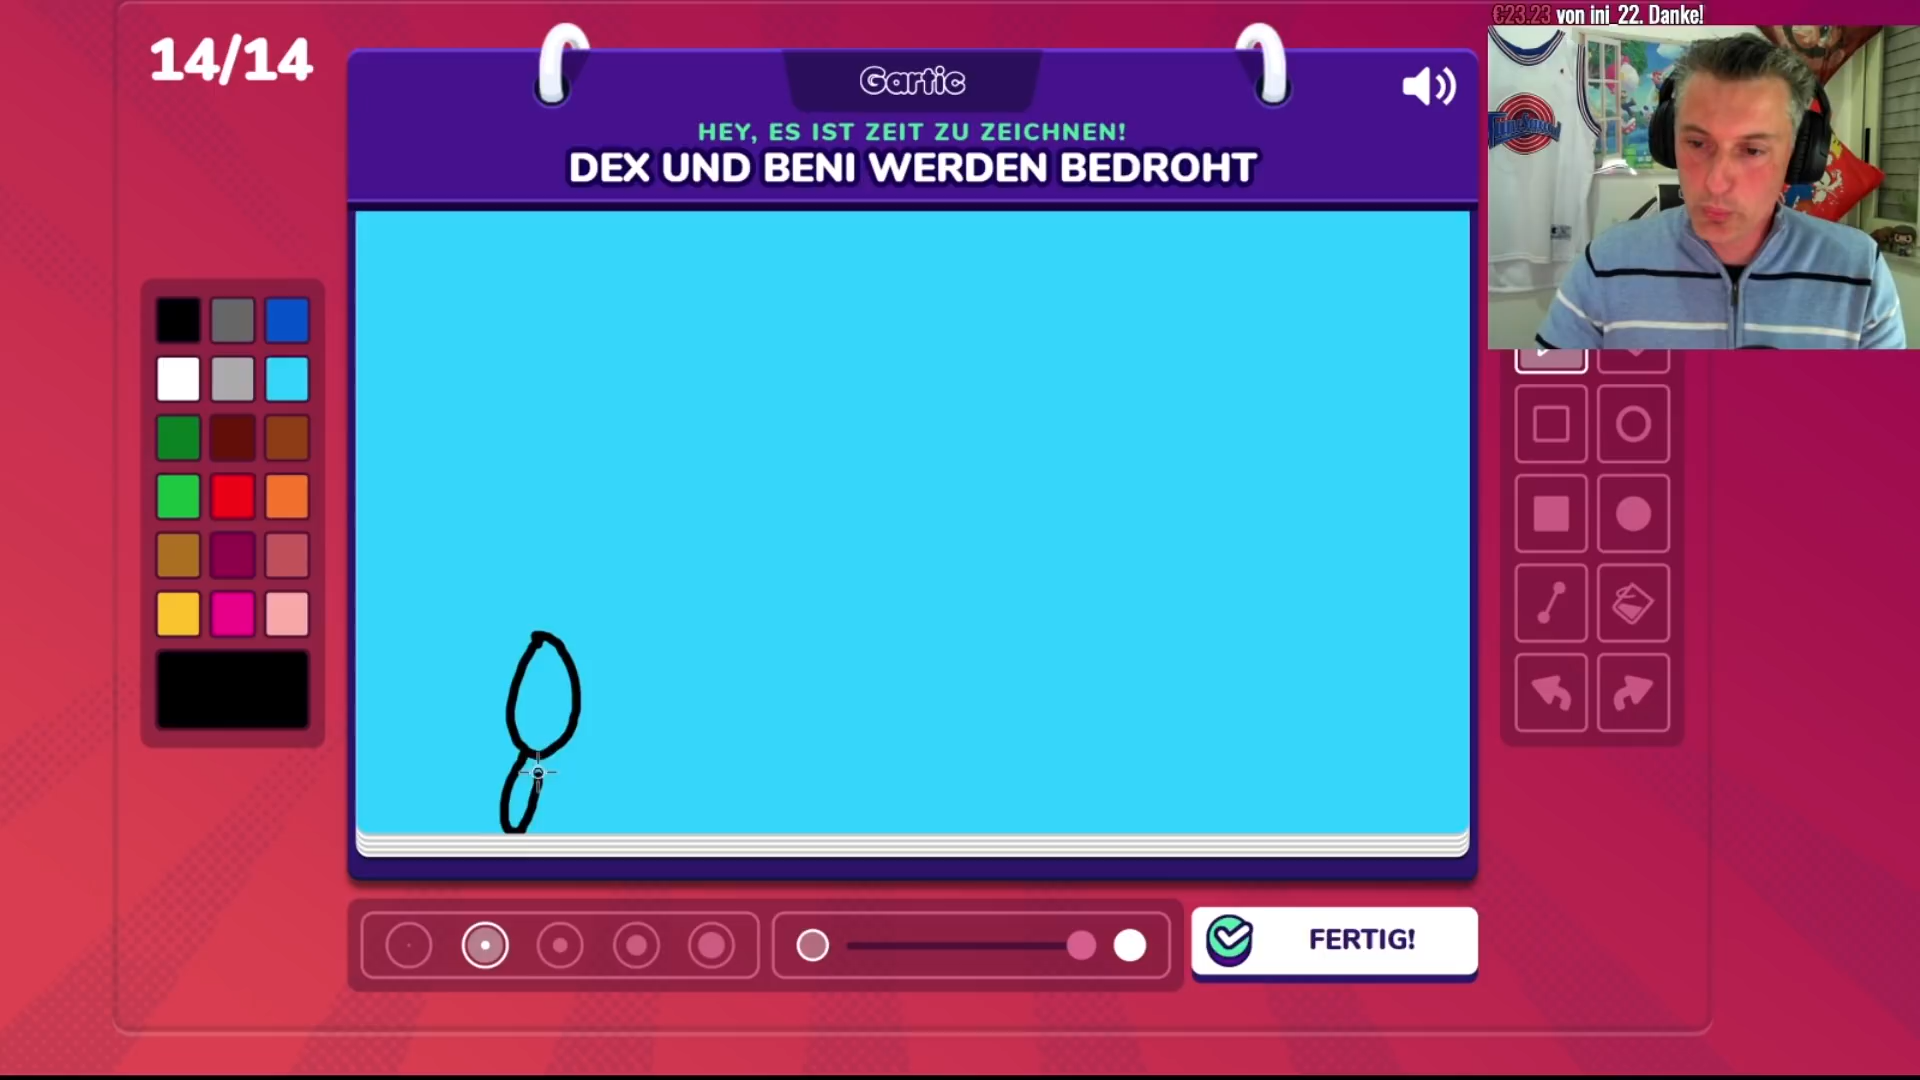 €23.23 von ini_22. Danke!
14/14
Gartic
HEY, ES IST ZEIT ZU ZEICHNEN!
DEX UND BENI WERDEN BEDROHT
FERTIG!